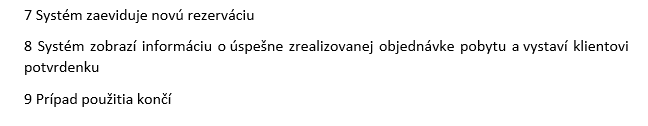 7 Systém zaeviduje novú rezerváciu
8 Systém zobrazí informáciu o úspešne zrealizovanej objednávke pobytu a vystaví klientovi
potvrdenku
9 Prípad použitia končí